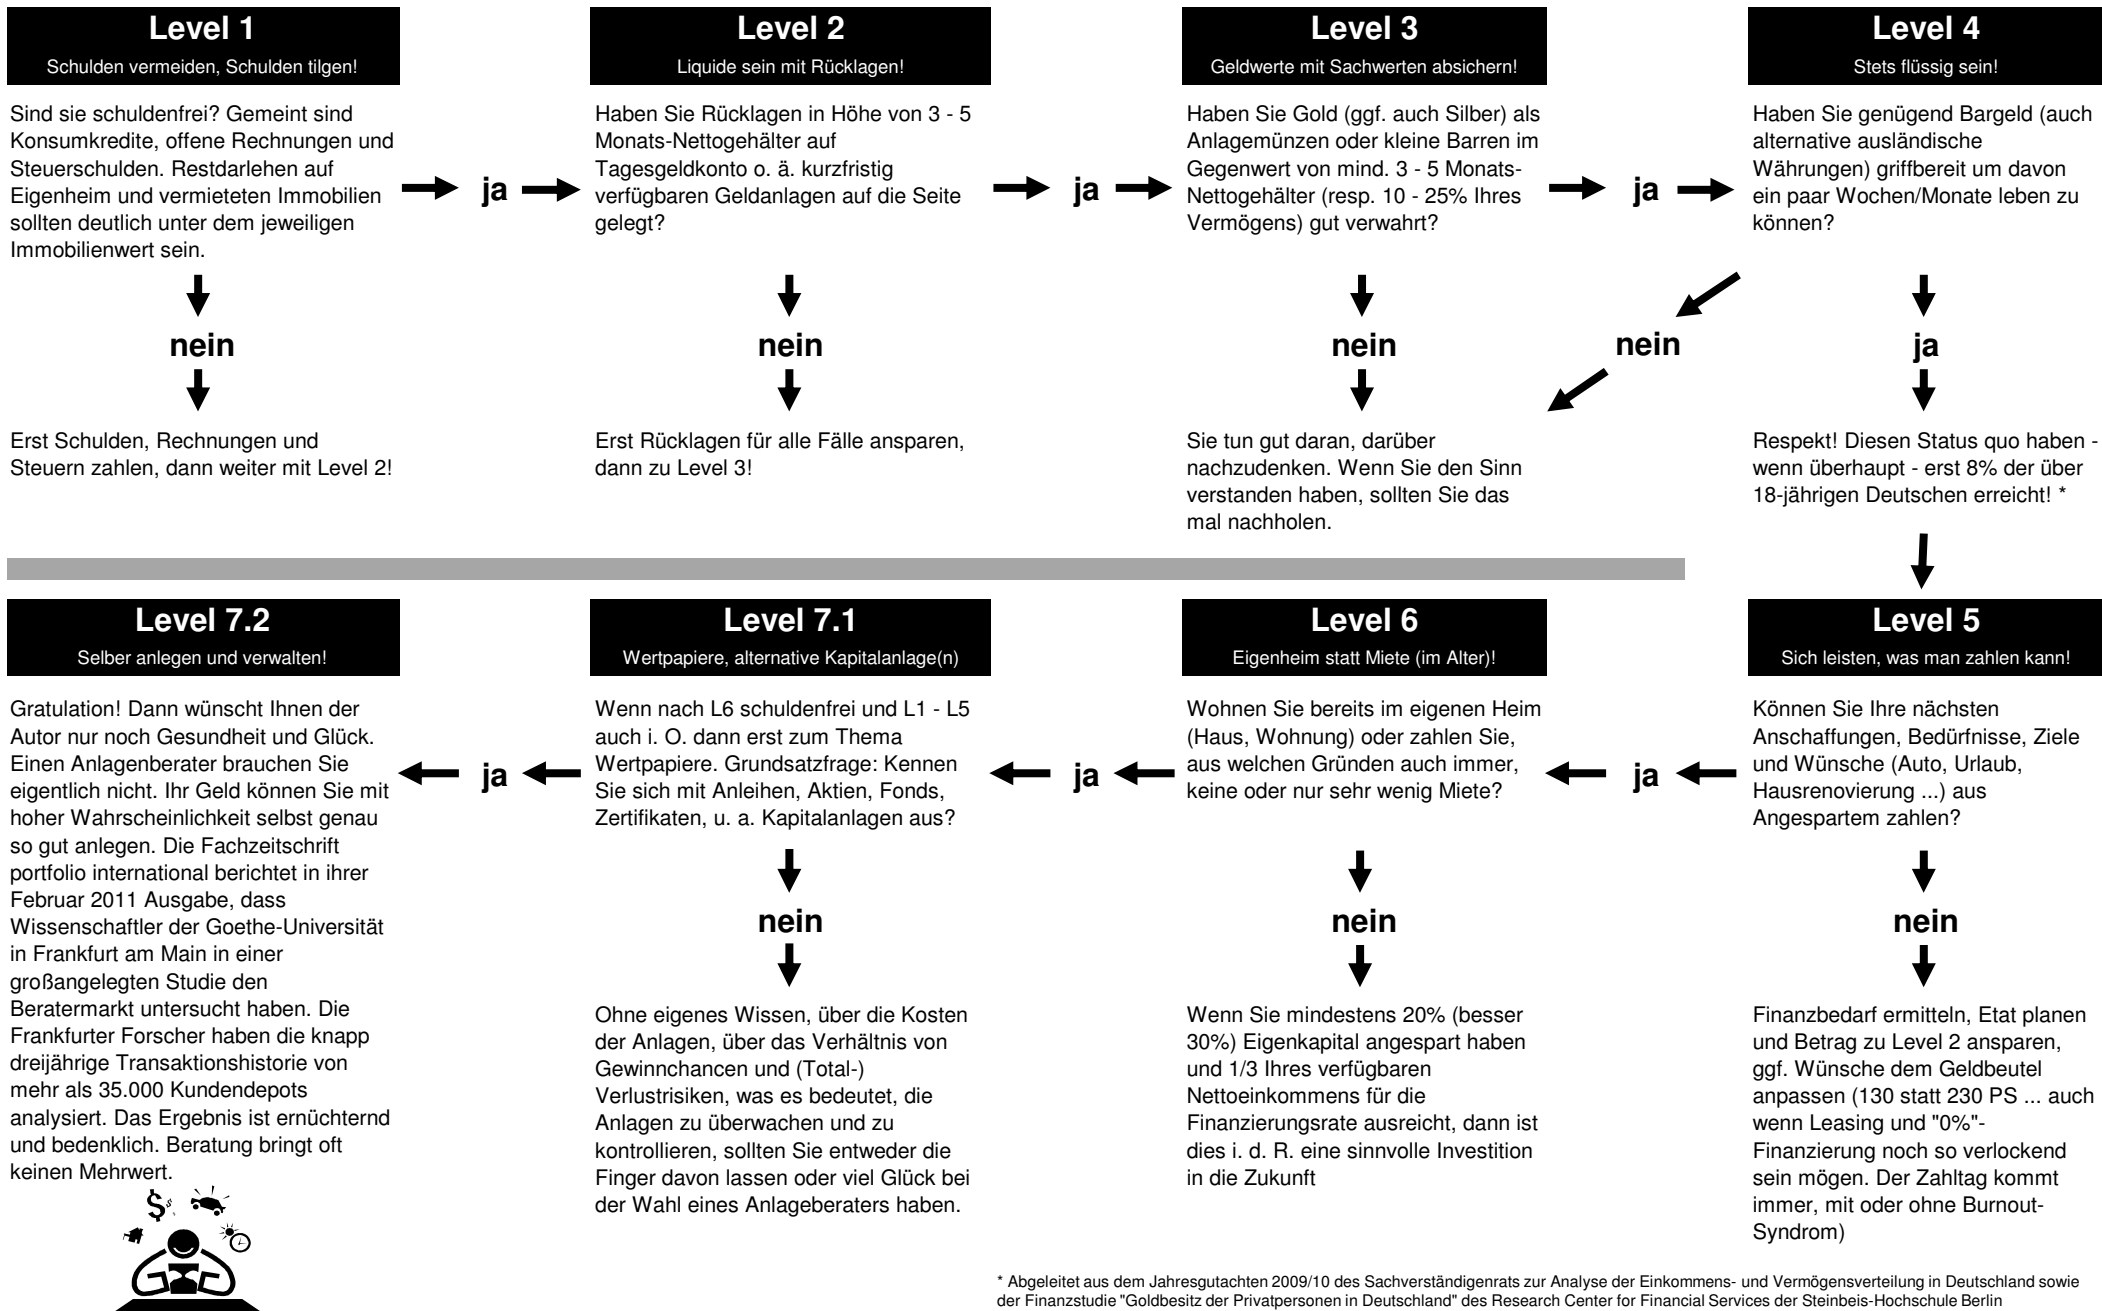 Level 1
Schulden vermeiden, Schulden tilgen!
Sind sie schuldenfrei? Gemeint sind
Konsumkredite, offene Rechnungen und
Steuerschulden. Restdarlehen auf
Eigenheim und vermieteten Immobilien
sollten deutlich unter dem jeweiligen
Immobilienwert sein.
ja
nein
Erst Schulden, Rechnungen und
Steuern zahlen, dann weiter mit Level 2!
Level 2
Liquide sein mit Rücklagen!
Haben Sie Rücklagen in Höhe von 3 - 5
Monats-Nettogehälter auf
Tagesgeldkonto o. ä. kurzfristig
verfügbaren Geldanlagen auf die Seite
gelegt?
ja
nein
Erst Rücklagen für alle Fälle ansparen,
dann zu Level 3!
Level 3
Geldwerte mit Sachwerten absichern!
Haben Sie Gold (ggf. auch Silber) als
Anlagemünzen oder kleine Barren im
Gegenwert von mind. 3 - 5 Monats-
Nettogehälter (resp. 10 - 25% Ihres
Vermögens) gut verwahrt?
ja
nein
Sie tun gut daran, darüber
nachzudenken. Wenn Sie den Sinn
verstanden haben, sollten Sie das
mal nachholen.
Level 4
Stets flüssig sein!
Haben Sie genügend Bargeld (auch
alternative ausländische
Währungen) griffbereit um davon
ein paar Wochen/Monate leben zu
können?
nein
ja
Respekt! Diesen Status quo haben -
wenn überhaupt - erst 8% der über
18-jährigen Deutschen erreicht! *
Level 5
Sich leisten, was man zahlen kann!
Können Sie Ihre nächsten
Anschaffungen, Bedürfnisse, Ziele
und Wünsche (Auto, Urlaub,
Hausrenovierung ...) aus
Angespartem zahlen?
ja
nein
Finanzbedarf ermitteln, Etat planen
und Betrag zu Level 2 ansparen,
ggf. Wünsche dem Geldbeutel
anpassen (130 statt 230 PS ... auch
wenn Leasing und "0%"-
Finanzierung noch so verlockend
sein mögen. Der Zahltag kommt
immer, mit oder ohne Burnout-
Syndrom)
Level 6
Eigenheim statt Miete (im Alter)!
Wohnen Sie bereits im eigenen Heim
(Haus, Wohnung) oder zahlen Sie,
aus welchen Gründen auch immer,
keine oder nur sehr wenig Miete?
ja
nein
Wenn Sie mindestens 20% (besser
30%) Eigenkapital angespart haben
und 1/3 Ihres verfügbaren
Nettoeinkommens für die
Finanzierungsrate ausreicht, dann ist
dies i. d. R. eine sinnvolle Investition
in die Zukunft
Level 7.1
Wertpapiere, alternative Kapitalanlage(n)
Wenn nach L6 schuldenfrei und L1 - L5
auch i. O. dann erst zum Thema
Wertpapiere. Grundsatzfrage: Kennen
Sie sich mit Anleihen, Aktien, Fonds,
Zertifikaten, u. a. Kapitalanlagen aus?
ja
nein
Ohne eigenes Wissen, über die Kosten
der Anlagen, über das Verhältnis von
Gewinnchancen und (Total-)
Verlustrisiken, was es bedeutet, die
Anlagen zu überwachen und zu
kontrollieren, sollten Sie entweder die
Finger davon lassen oder viel Glück bei
der Wahl eines Anlageberaters haben.
Level 7.2
Selber anlegen und verwalten!
Gratulation! Dann wünscht Ihnen der
Autor nur noch Gesundheit und Glück.
Einen Anlagenberater brauchen Sie
eigentlich nicht. Ihr Geld können Sie mit
hoher Wahrscheinlichkeit selbst genau
so gut anlegen. Die Fachzeitschrift
portfolio international berichtet in ihrer
Februar 2011 Ausgabe, dass
Wissenschaftler der Goethe-Universität
in Frankfurt am Main in einer
großangelegten Studie den
Beratermarkt untersucht haben. Die
Frankfurter Forscher haben die knapp
dreijährige Transaktionshistorie von
mehr als 35.000 Kundendepots
analysiert. Das Ergebnis ist ernüchternd
und bedenklich. Beratung bringt oft
keinen Mehrwert.
* Abgeleitet aus dem Jahresgutachten 2009/10 des Sachverständigenrats zur Analyse der Einkommens- und Vermögensverteilung in Deutschland sowie
der Finanzstudie "Goldbesitz der Privatpersonen in Deutschland" des Research Center for Financial Services der Steinbeis-Hochschule Berlin